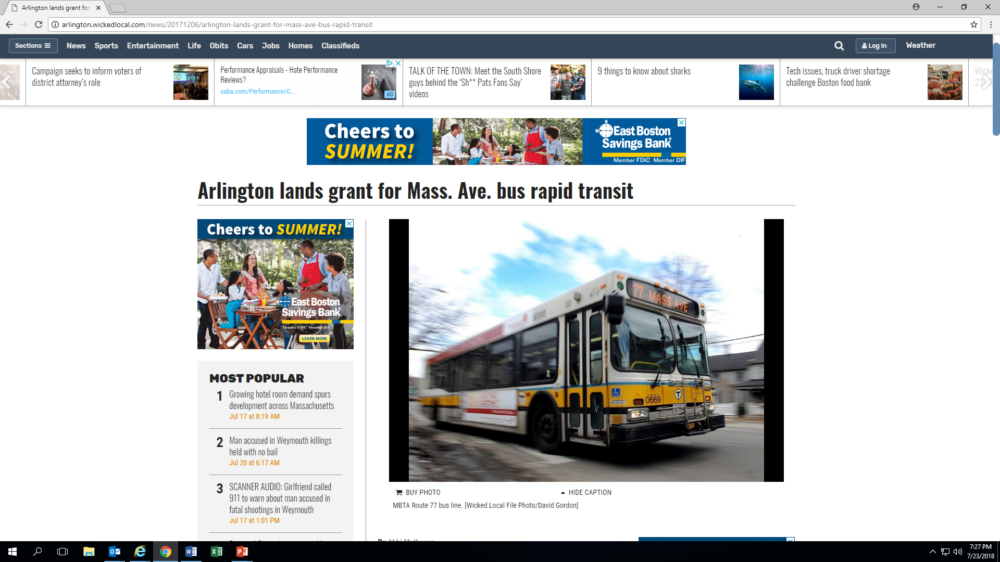 Arlington lands grant for
arlington.wickedlocal.com/news/20171206/arlington-lands-grant-for-mass-ave-bus-rapid-transit
Sections
News
Sports
Entertainment
Life
Obits
Cars
Jobs
Homes
Classifieds
Log In
Weather
Campaign seeks to inform voters of
district attorney's role
Performance Appraisals - Hate Performance
Reviews?
saba.com/Performance/G...
AD
TALK OF THE TOWN: Meet the South Shore
guys behind the 'Sh** Pats Fans Say'
videos
9 things to know about sharks
Tech issues, truck driver shortage
challenge Boston food bank
Wicke
Cheers to
SUMMER!
N
W
East Boston
Savings Bank
Member FDIC Member DIF
Arlington lands grant for Mass. Ave. bus rapid transit
Cheers to SUMMER!
N
East Boston
Savings Bank
Member FDIC Member DIF
LEARN MORE
MOST POPULAR
1 Growing hotel room demand spurs
development across Massachusetts
Jul 17 at 8:19 AM
2 Man accused in Weymouth killings
held with no bail
Jul 20 at 6:17 AM
3 SCANNER AUDIO: Girlfriend called
911 to warn about man accused in
fatal shootings in Weymouth
Jul 17 at 1:01 PM
77 MASS AVE
0669
T
BUY PHOTO
HIDE CAPTION
MBTA Route 77 bus line. [Wicked Local File Photo/David Gordon]
7:27 PM
7/23/2018